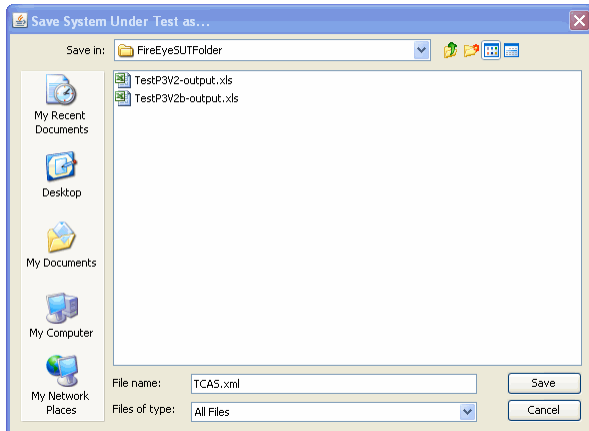 Save System Under Test as...
Save in:
FireEyeSUTFolder
TestP3V2-output.xls
TestP3V2b-output.xls
My Recent
Documents
Desktop
My Documents
My Computer
My Network
Places
File name:
TCAS.xml
Save
Files of type:
All Files
Cancel